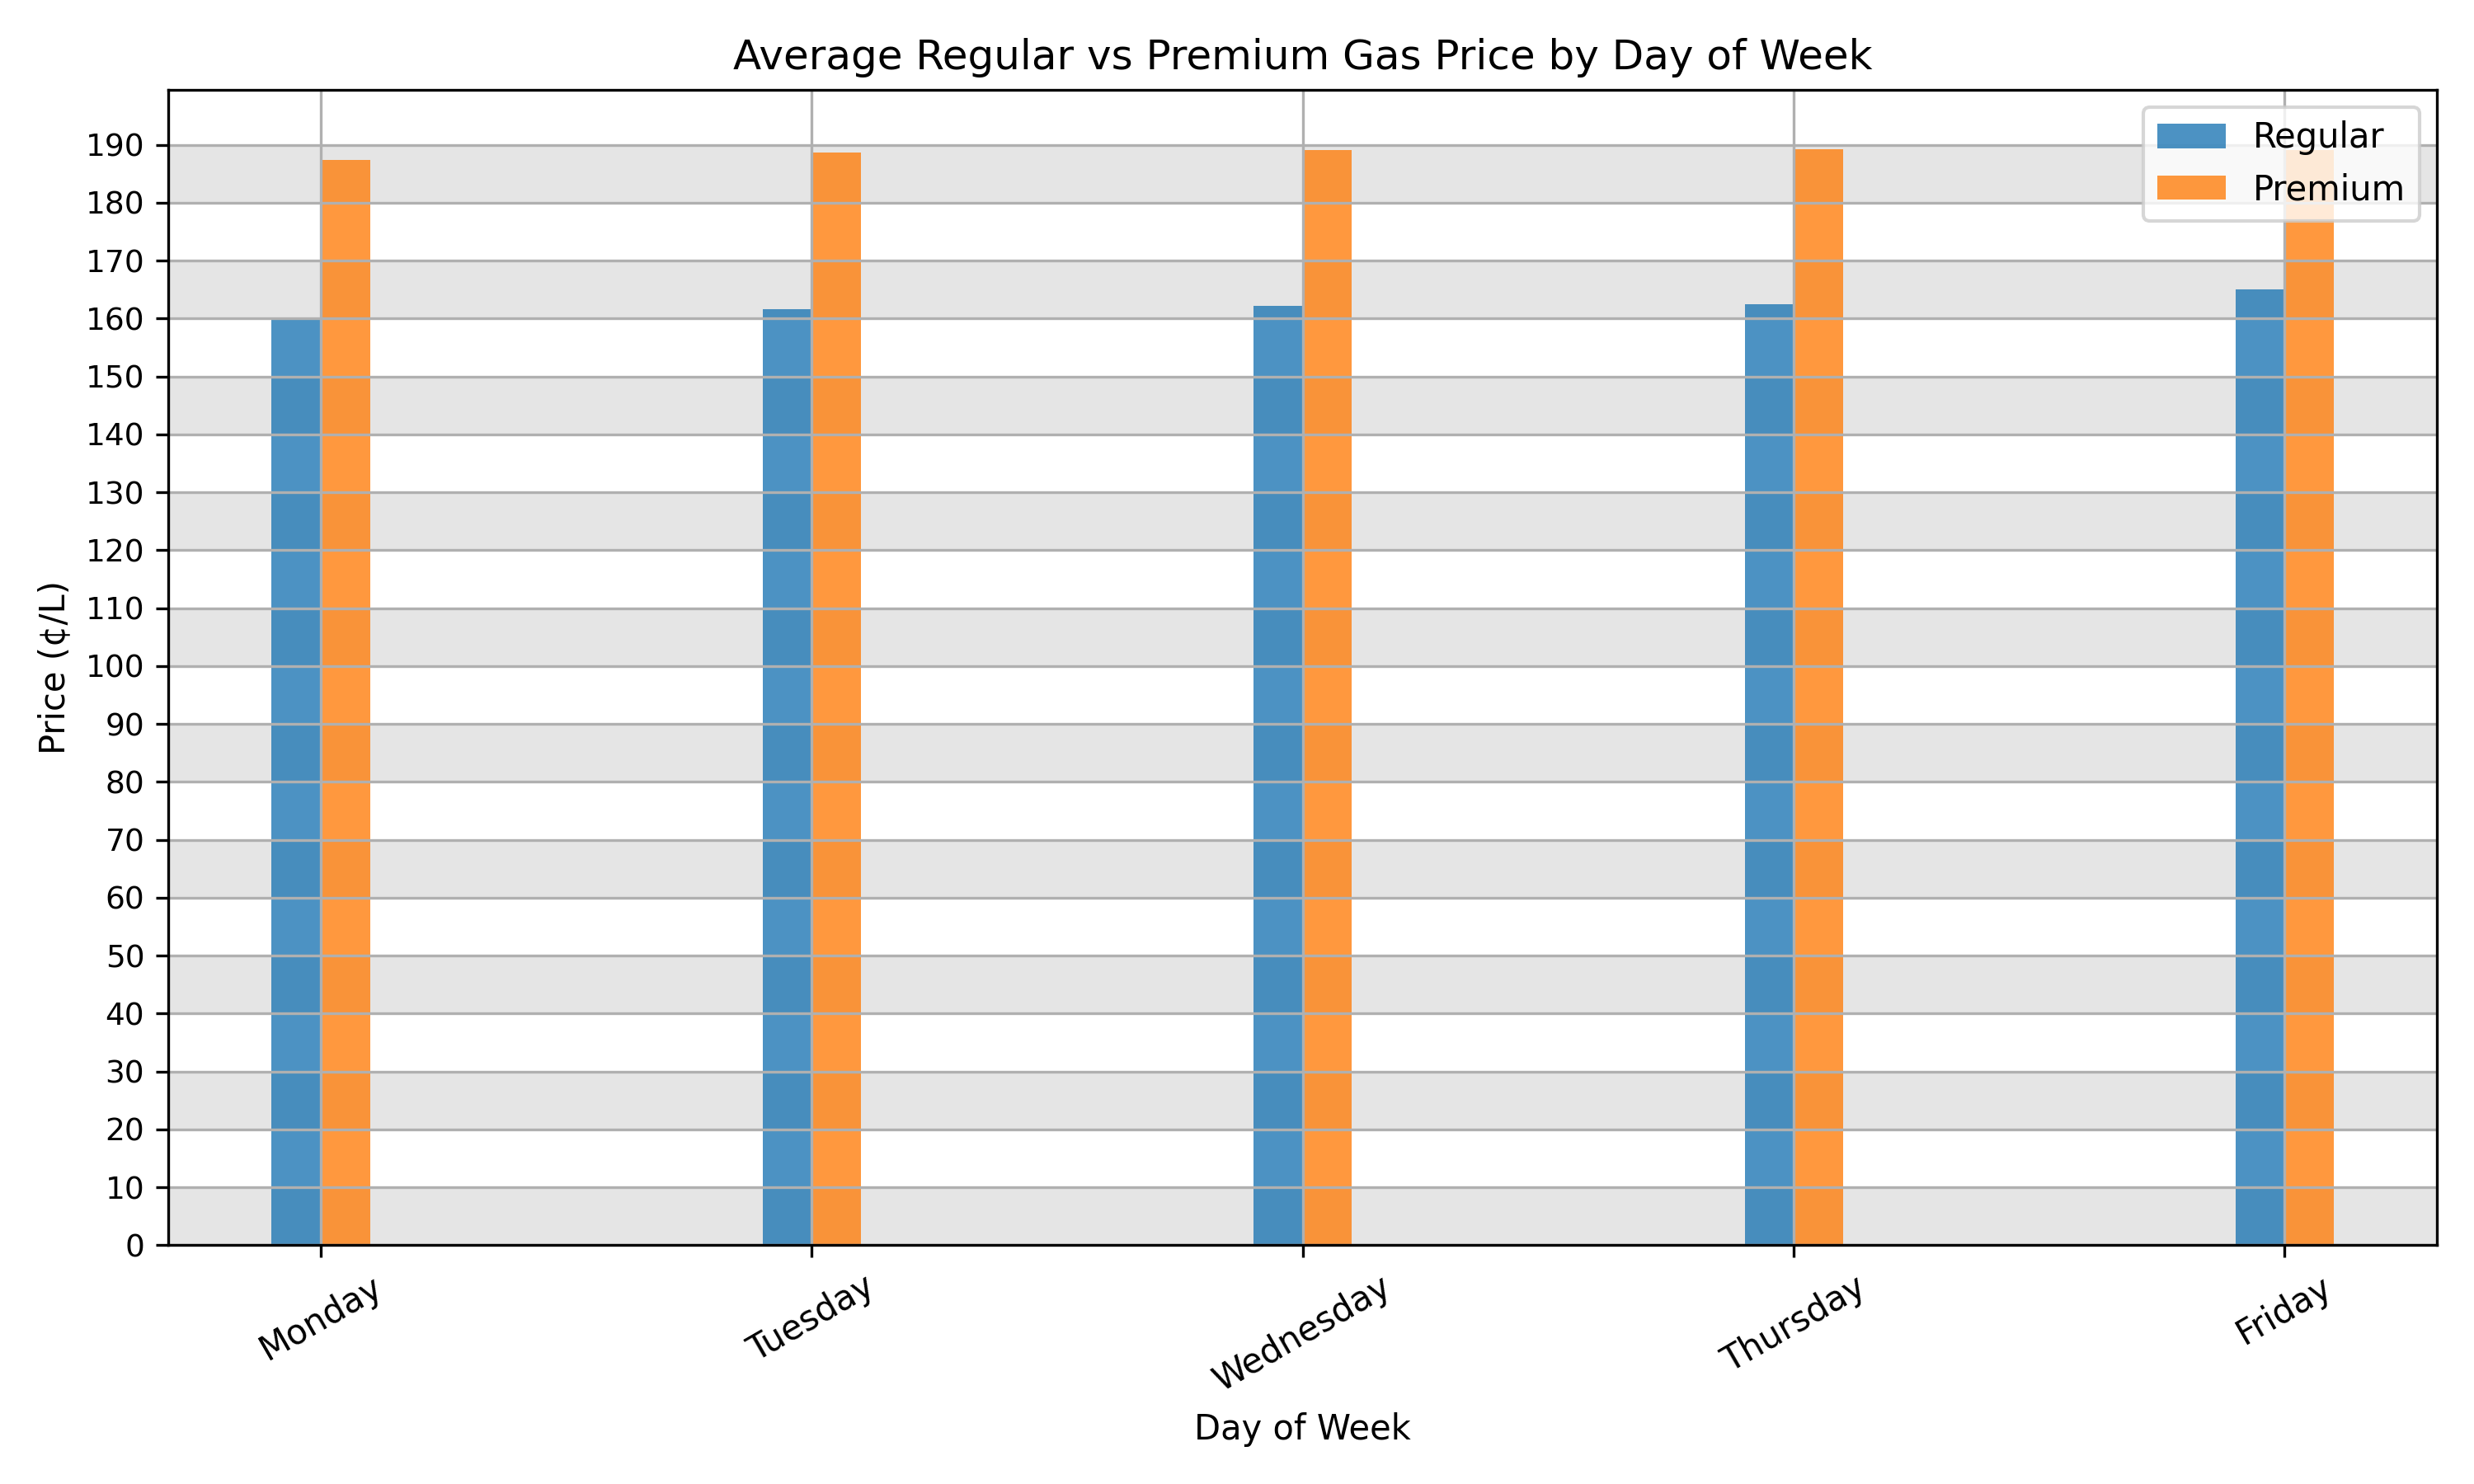 Average Regular vs Premium Gas Price by Day of Week
Regular
Premium
Price (¢/L)
190
180
170
160
150
140
130
120
110
100
90
80
70
60
50
40
30
20
10
0
Monday
Tuesday
Wednesday
Thursday
Friday
Day of Week